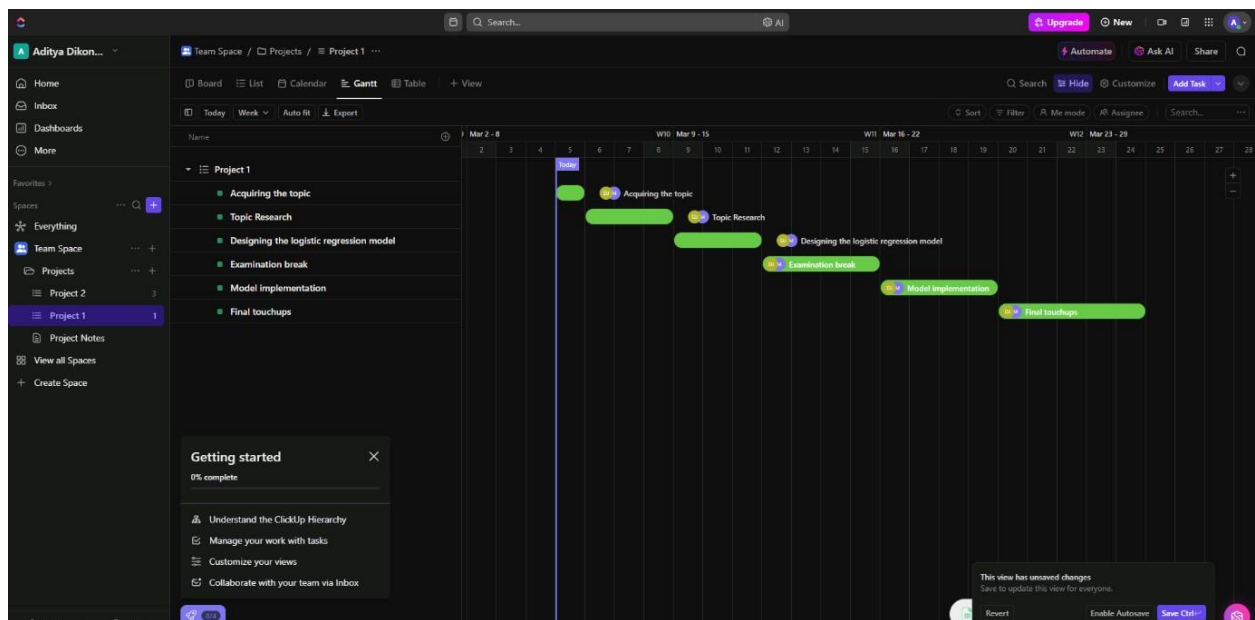 Search...
AI
Upgrade
New
A
A Aditya Dikon...
Team Space / Projects / Project 1 ...
Automate
Ask AI
Share
Home
Inbox
Dashboards
More
Favorites >
Spaces
Everything
Team Space
Projects
Project 2 3
Project 1 1
Project Notes
View all Spaces
Create Space
Board
List
Calendar
Gantt
Table
+ View
Search
Hide
Customize
Add Task
Today
Week
Auto fit
Export
Sort
Filter
Me mode
Assignee
Search...
Name
Mar 2 - 8
W10 Mar 9 - 15
W11 Mar 16 - 22
W12 Mar 23 - 29
2 3 4 5 6 7 8 9 10 11 12 13 14 15 16 17 18 19 20 21 22 23 24 25 26 27 28
Today
Project 1
Acquiring the topic
Topic Research
Designing the logistic regression model
Examination break
Model implementation
Final touchups
M Acquiring the topic
M Topic Research
M Designing the logistic regression model
M Examination break
M Model implementation
M Final touchups
Getting started
0% complete
Understand the ClickUp Hierarchy
Manage your work with tasks
Customize your views
Collaborate with your team via Inbox
0/4
This view has unsaved changes
Save to update this view for everyone.
Revert
Enable Autosave
Save Ctrl